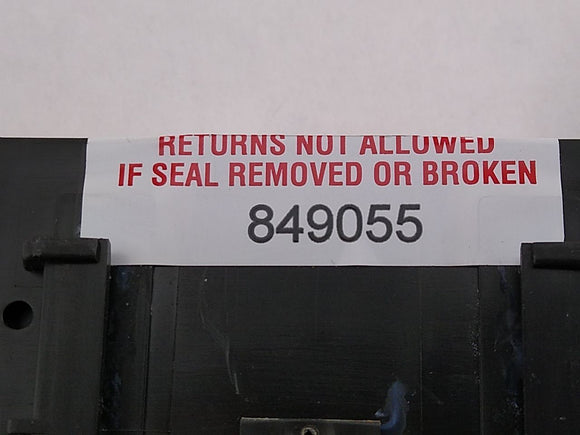 RETURNS NOT ALLOWED
IF SEAL REMOVED OR BROKEN
849055